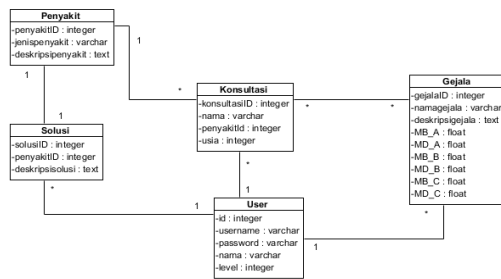 Penyakit
-penyakitID : integer
-jenispenyakit : varchar
-deskripsipenyakit : text
1
1
*
1
Solusi
-solusiID : integer
-penyakitID : integer
-deskripsisolusi : text
*
1
Konsultasi
-konsultasiID : integer
-nama : varchar
-penyakitId : integer
-usia : integer
*
*
*
1
Gejala
-gejalaID : integer
-namagejala : varchar
-deskripsigejala : text
-MB_A : float
-MD_A : float
-MB_B : float
-MD_B : float
-MB_C : float
-MD_C : float
*
1
User
-id : integer
-username : varchar
-password : varchar
-nama : varchar
-level : integer